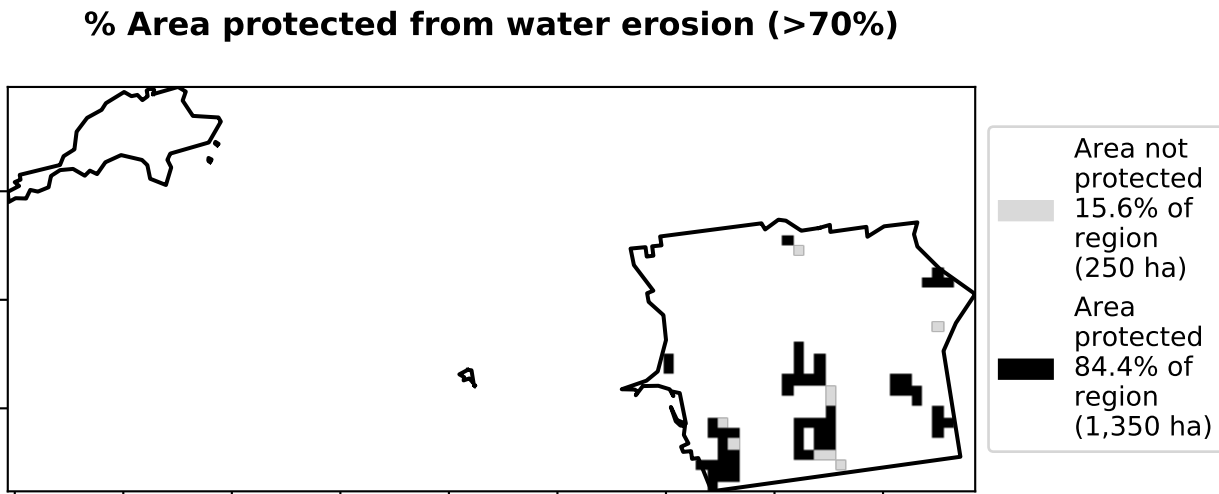 % Area protected from water erosion (>70%)
Area not
protected
15.6% of
region
(250 ha)
Area
protected
84.4% of
region
(1,350 ha)